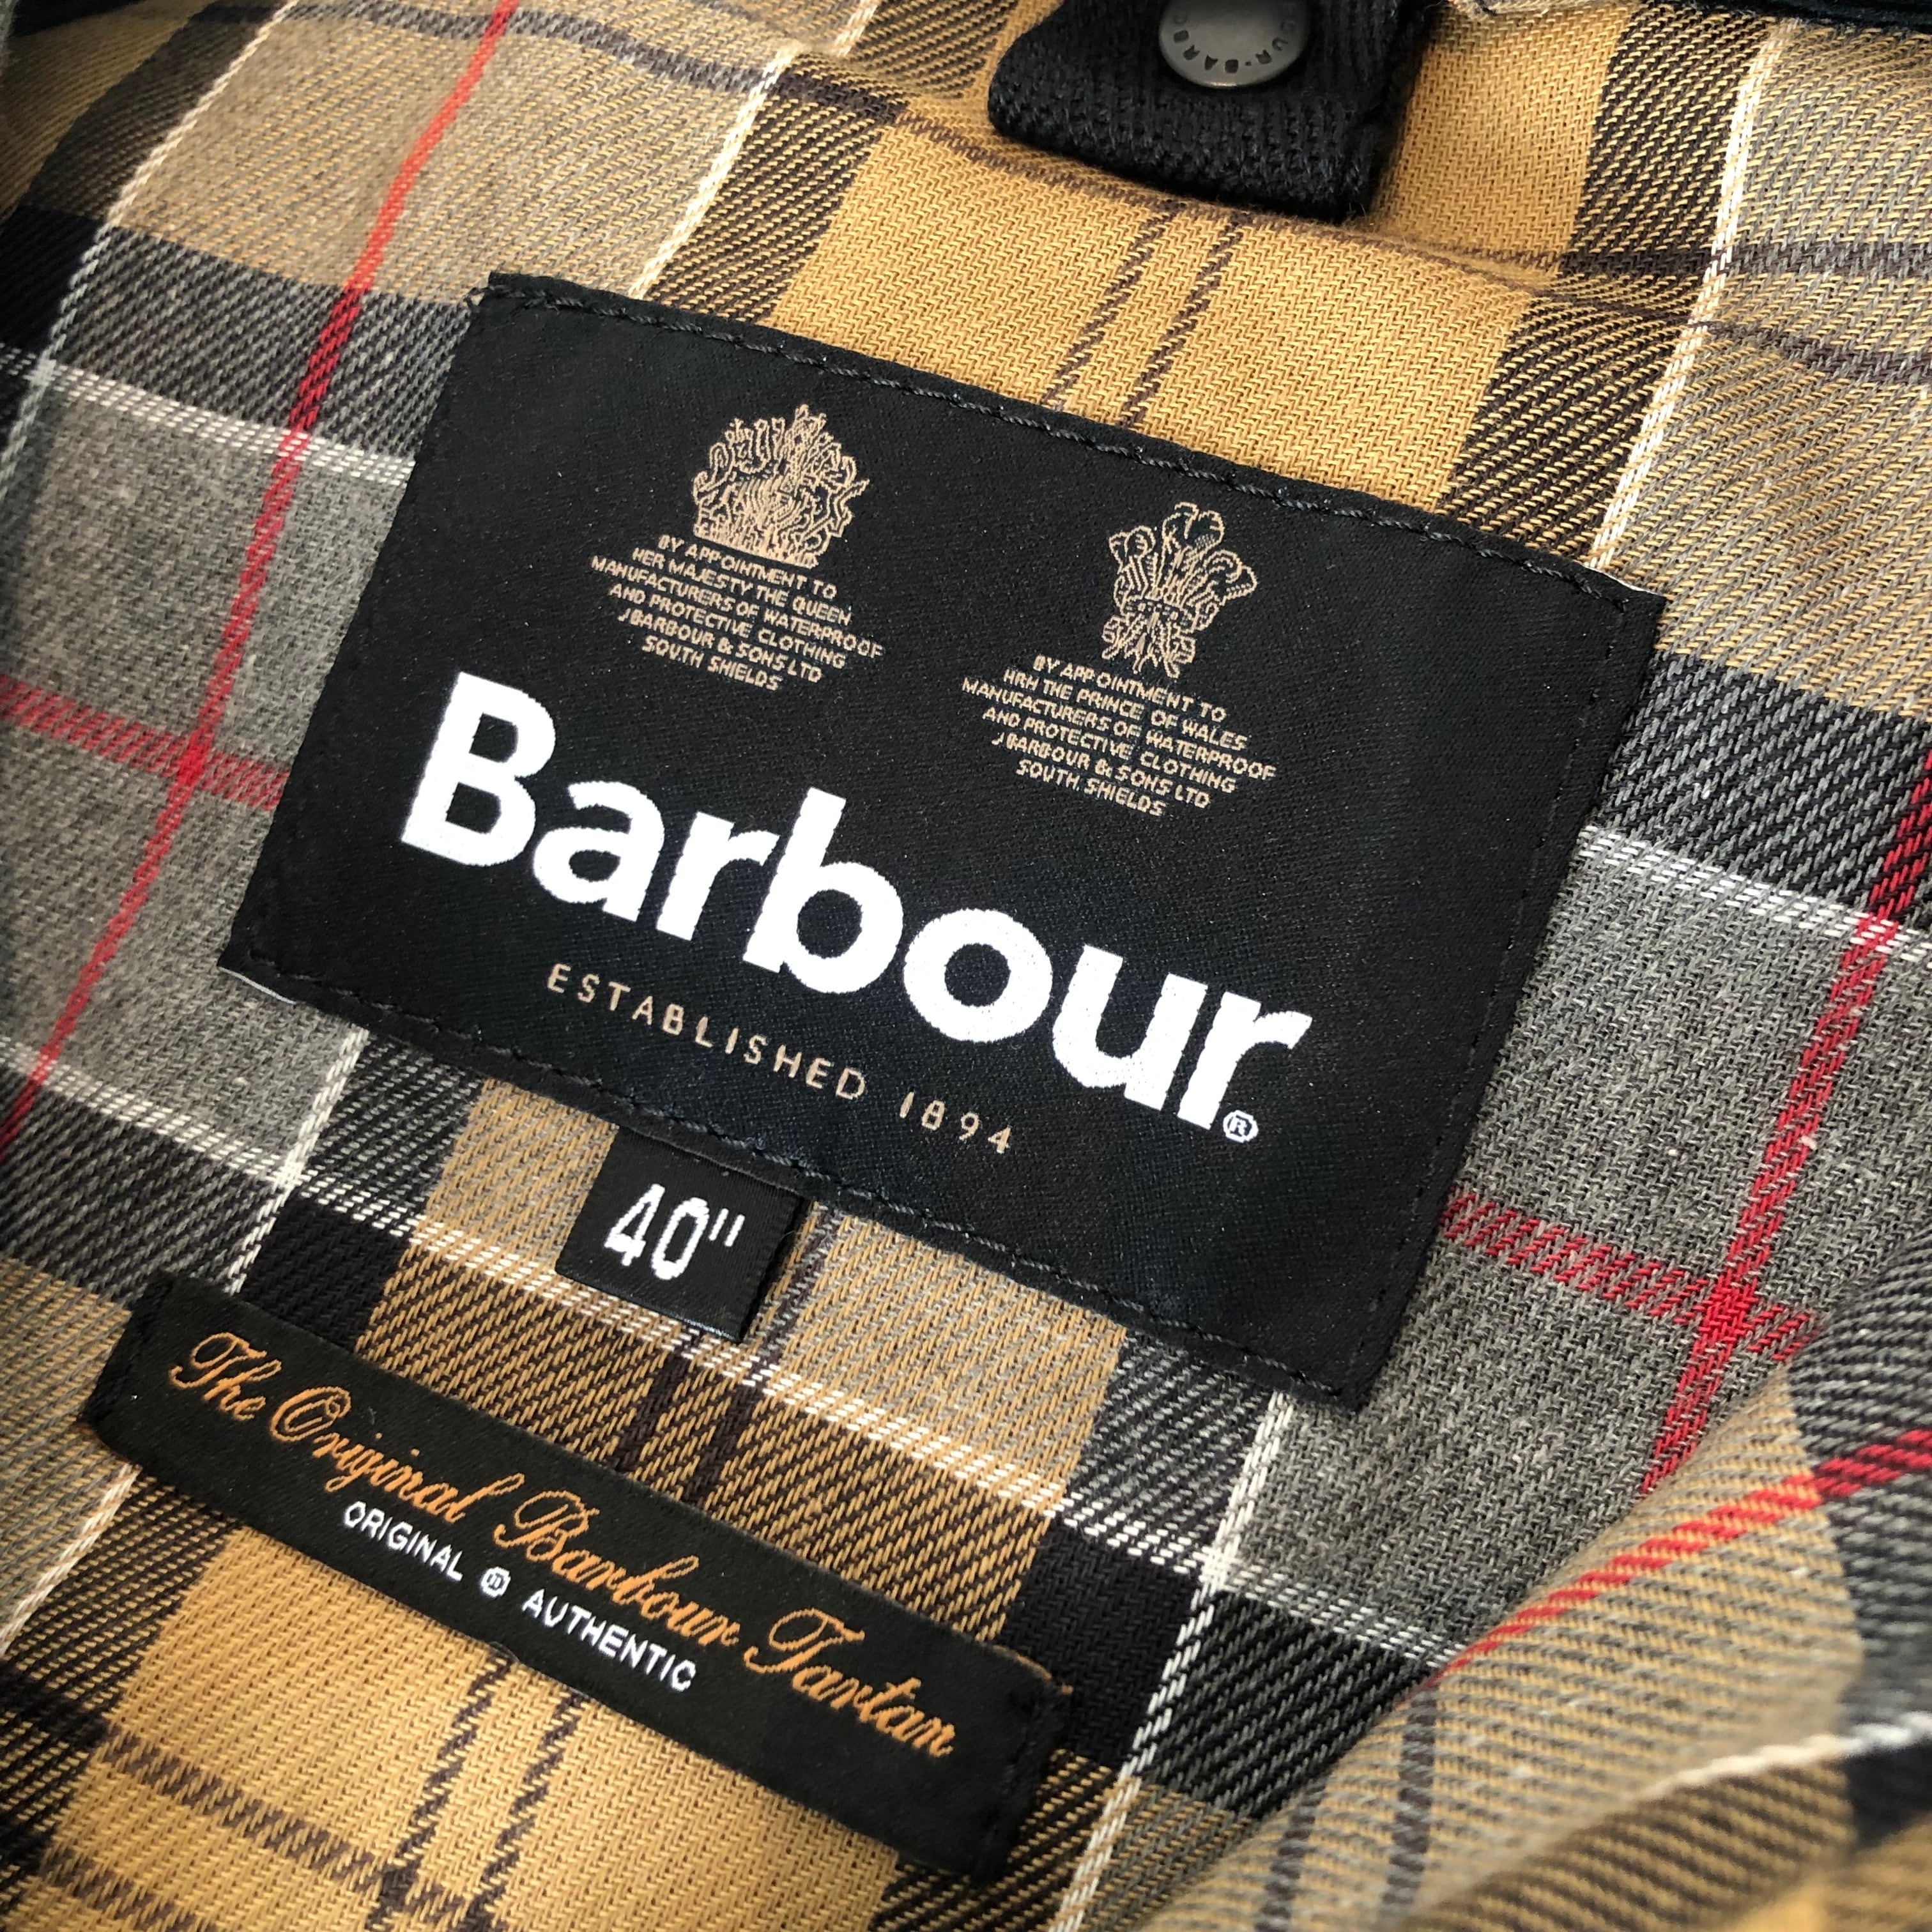 BARBOUR
BY APPOINTMENT TO
HER MAJESTY THE QUEEN
MANUFACTURERS OF WATERPROOF
AND PROTECTIVE CLOTHING
J BARBOUR & SONS LTD
SOUTH SHIELDS
BY APPOINTMENT TO
HRH THE PRINCE OF WALES
MANUFACTURERS OF WATERPROOF
AND PROTECTIVE CLOTHING
J BARBOUR & SONS LTD
SOUTH SHIELDS
Barbour®
ESTABLISHED 1894
40"
The Original Barbour Tartan
ORIGINAL ® AUTHENTIC